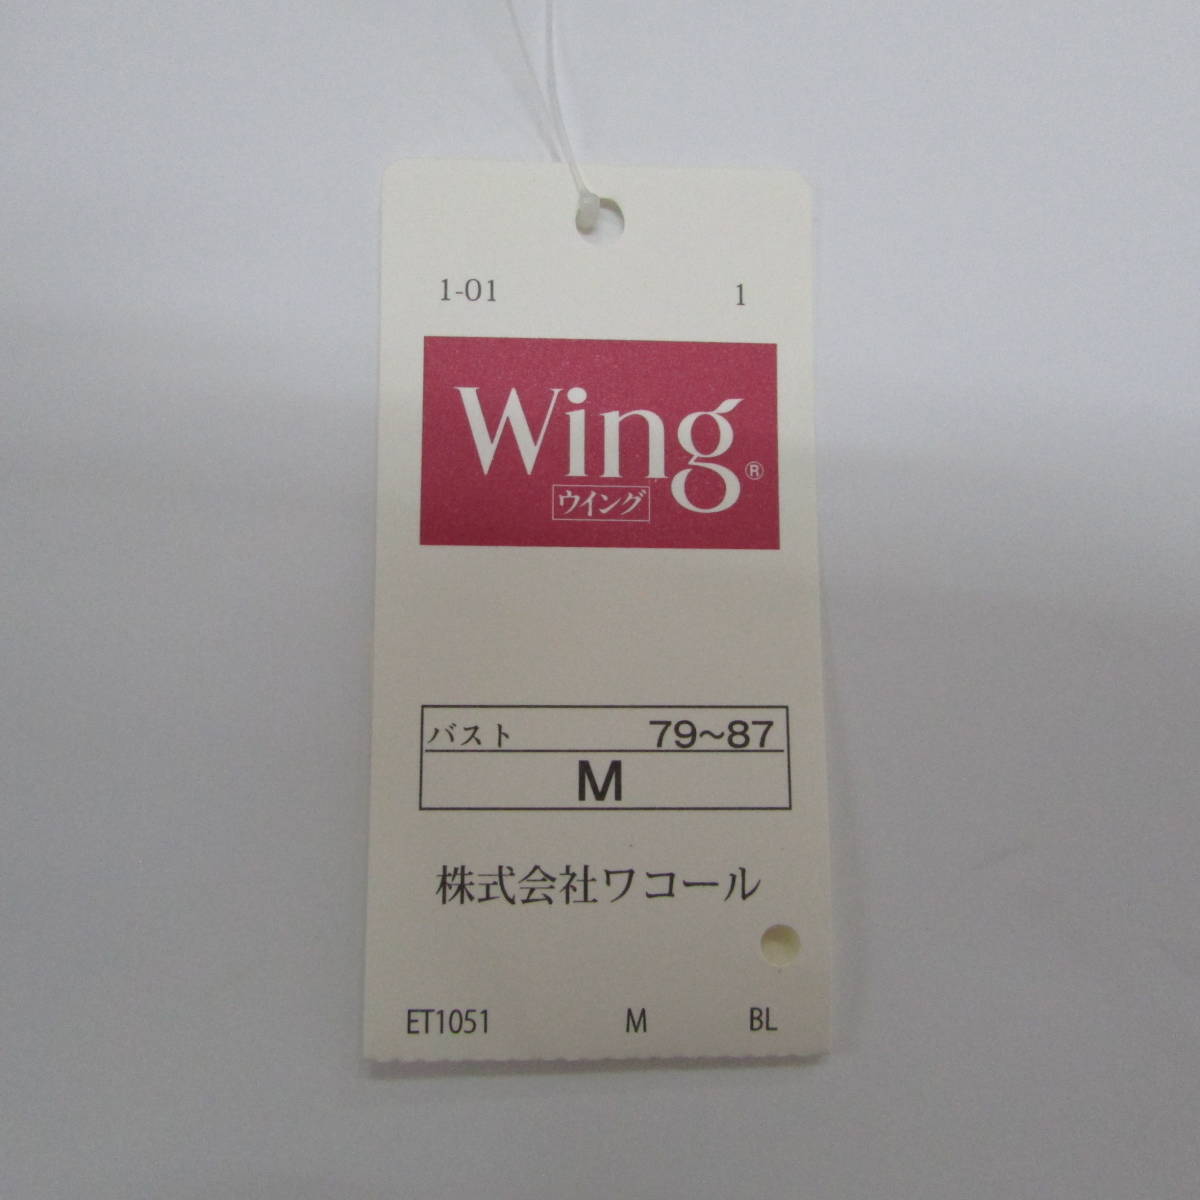 1-01 1
Wing®
ウイング
バスト 79~87
M
株式会社ワコール
ET1051 M BL